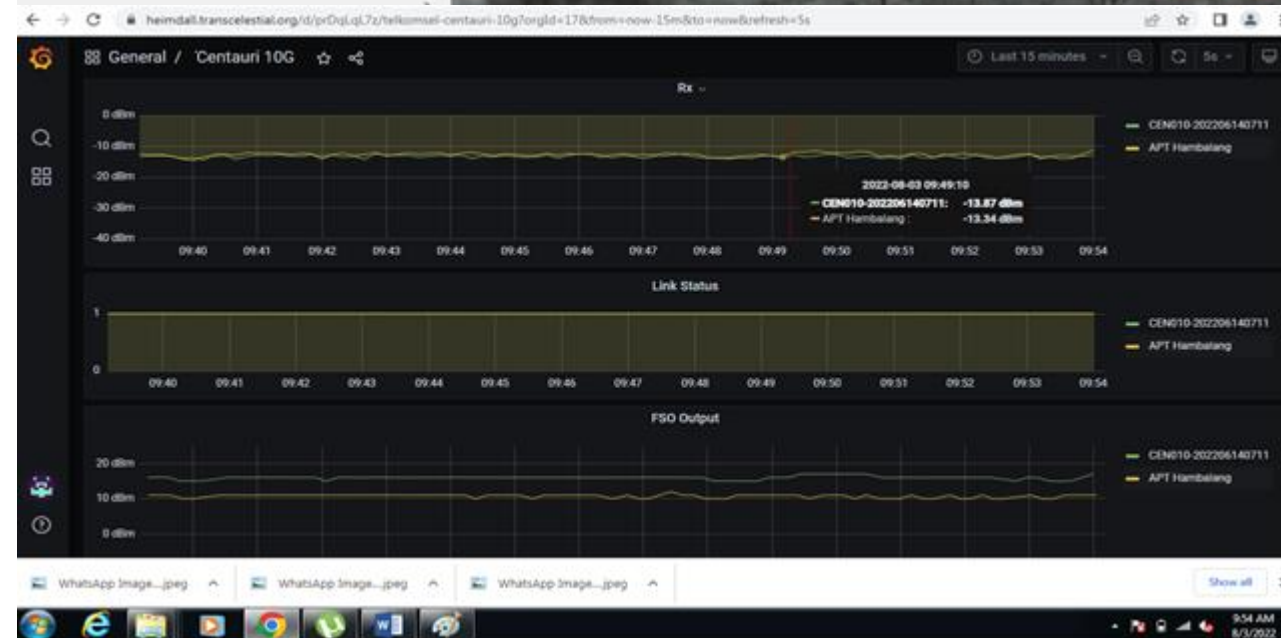 heimdall.transcelestial.org/d/prDqLqL7z/telkomsel-centauri-10g?orgId=17&from=now-15m&to=now&refresh=5s
General / Centauri 10G
Last 15 minutes
5s
Rx
0 dBm
-10 dBm
-20 dBm
-30 dBm
-40 dBm
CEN010-202206140711
APT Hambalang
2022-08-03 09:49:10
CEN010-202206140711: -13.87 dBm
APT Hambalang : -13.34 dBm
09:40 09:41 09:42 09:43 09:44 09:45 09:46 09:47 09:48 09:49 09:50 09:51 09:52 09:53 09:54
Link Status
1
0
CEN010-202206140711
APT Hambalang
09:40 09:41 09:42 09:43 09:44 09:45 09:46 09:47 09:48 09:49 09:50 09:51 09:52 09:53 09:54
FSO Output
20 dBm
10 dBm
0 dBm
CEN010-202206140711
APT Hambalang
WhatsApp Image....jpeg WhatsApp Image....jpeg WhatsApp Image....jpeg Show all
9:54 AM
8/3/2022